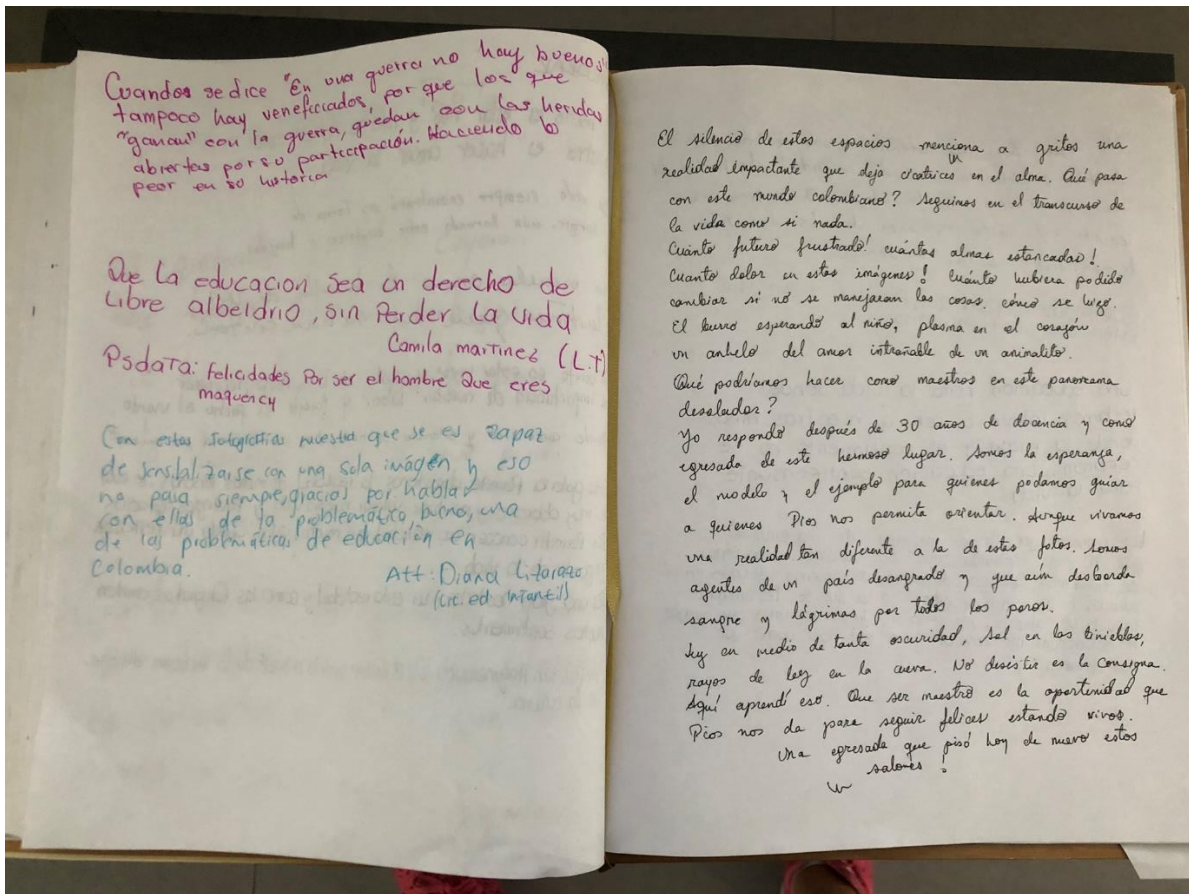 Cuandos se dice "En una guerra no hay buenos"
tampoco hay veneficiados, por que los que
"ganan" con la guerra, quedan con las heridas
abiertas por su participación. Haciendo lo
peor en su historia
Que La educacion sea un derecho de
Libre albeldrio, sin Perder La vida
Camila martinez (L.T)
PsdaTa: Felicidades Por ser el hombre Que eres
maquency
Con estas fotografias muestra que se es zapaz
de sensibilizarse con una sola imágen y eso
no pasa siempre, gracias por hablar
con ellas de la problemático, bueno, una
de las problemáticas de educación en
Colombia.
Att: Diana
(Lic. ed infantil)
El silencio de estos espacios menciona a gritos una
realidad impactante que deja cicatrices en el alma. Qué pasa
con este mundo colombiano? Seguimos en el transcurso de
la vida como si nada.
Cuánto futuro frustrado! cuántas almas estancadas!
Cuanto dolor en estas imágenes! Cuánto hubiera podido
cambiar si nó se manejaran las cosas. cómo se hizo.
El burro esperando al niño, plasma en el corazón
un anhelo del amor intrañable de un animalito.
Qué podríamos hacer como maestros en este panorama
desolador?
Yo respondo después de 30 años de docencia y como
egresada de este hermoso lugar. Somos la esperanza,
el modelo y el ejemplo para quienes podamos guiar
a quienes Dios nos permita orientar. Aunque vivamos
una realidad tan diferente a la de estas fotos. Somos
agentes de un país desangrado y que aún desborda
sangre y lágrimas por todos los poros.
en medio de tanta oscuridad, Sol en las tinieblas,
rayos de luz en la cueva. No desistir es la consigna.
Aquí aprendí eso. Que ser maestro es la oportunidad que
Dios nos da para seguir felices estando vivos.
Una egresada que pisó hoy de nuevo estos
salones!